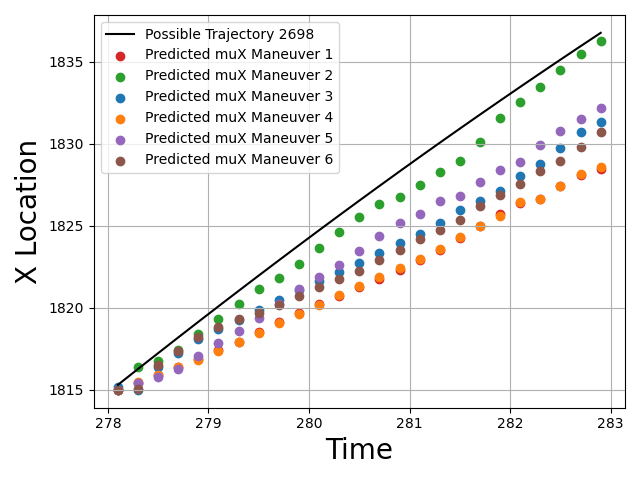 Possible Trajectory 2698
Predicted muX Maneuver 1
Predicted muX Maneuver 2
Predicted muX Maneuver 3
Predicted muX Maneuver 4
Predicted muX Maneuver 5
Predicted muX Maneuver 6
X Location
1835
1830
1825
1820
1815
278 279 280 281 282 283
Time